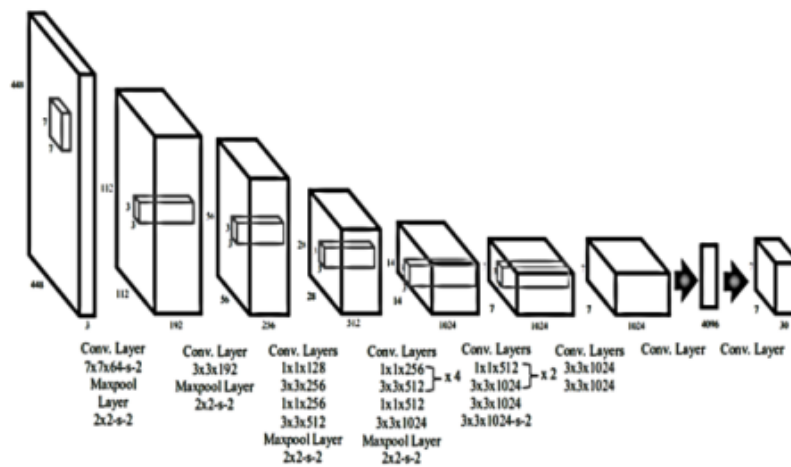 448
7
7
448
3
112
3
3
112
192
56
3
3
56
256
28
28
512
14
14
1024
7
1024
7
1024
4096
7
30
Conv. Layer
7x7x64-s-2
Maxpool
Layer
2x2-s-2
Conv. Layer
3x3x192
Maxpool Layer
2x2-s-2
Conv. Layers
1x1x128
3x3x256
1x1x256
3x3x512
Maxpool Layer
2x2-s-2
Conv. Layers
1x1x256
3x3x512
x 4
1x1x512
3x3x1024
Maxpool Layer
2x2-s-2
Conv. Layers
1x1x512
3x3x1024
x 2
3x3x1024
3x3x1024-s-2
Conv. Layers
3x3x1024
3x3x1024
Conv. Layer
Conv. Layer